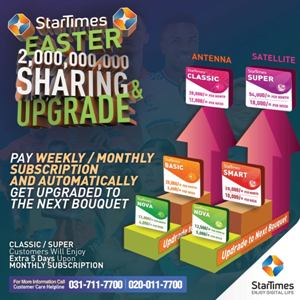 StarTimes
EASTER
2,000,000,000
SHARING &
UPGRADE
ANTENNA
SATELLITE
StarTimes
CLASSIC
StarTimes
SUPER
PAY WEEKLY / MONTHLY
SUBSCRIPTION
AND AUTOMATICALLY
GET UPGRADED TO
THE NEXT BOUQUET
BASIC
SMART
NOVA
NOVA
Upgrade to Next Bouquet!
Upgrade to Next Bouquet!
CLASSIC / SUPER
Customers Will Enjoy
Extra 5 Days Upon
MONTHLY SUBSCRIPTION
For More Information Call
Customer Care Helpline
031-711-7700
020-011-7700
StarTimes
ENJOY DIGITAL LIFE